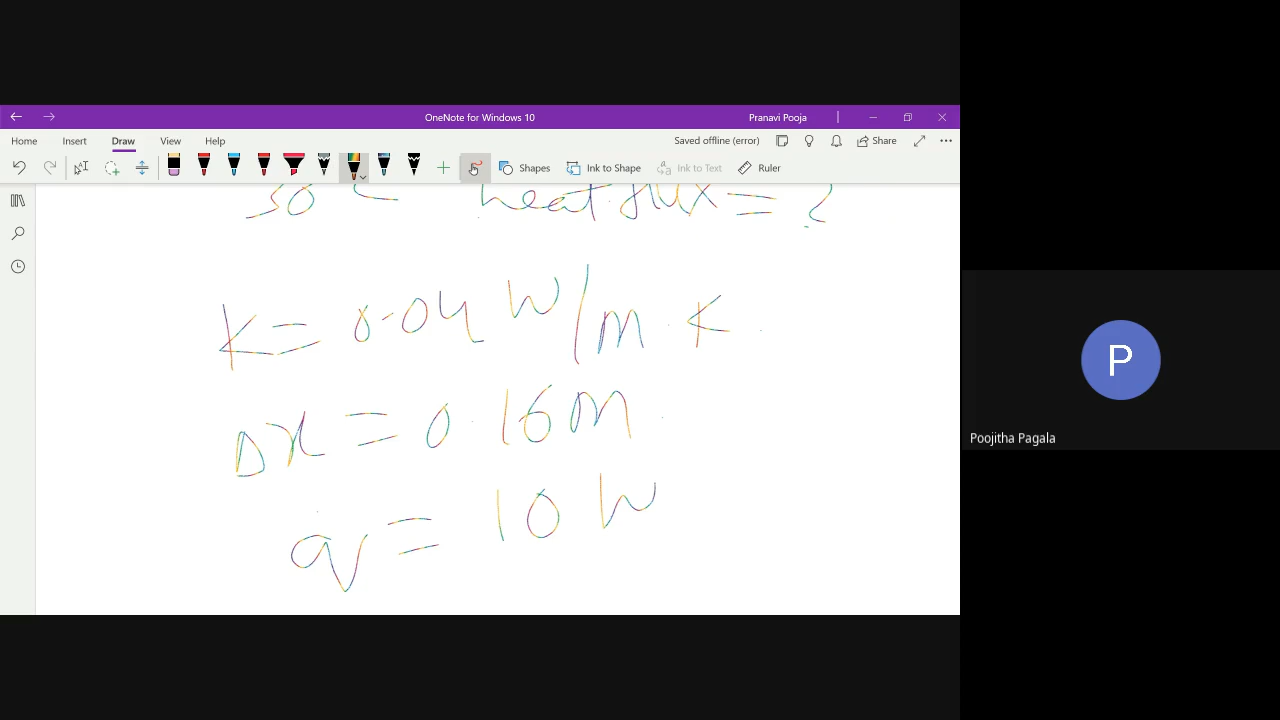 OneNote for Windows 10
Pranavi Pooja
Home Insert Draw View Help
Saved offline (error) Share
Shapes Ink to Shape Ink to Text Ruler
heat flux = ?
K = 0.04 W/m. K
Δx = 0.16m
q = 10 W
P
Poojitha Pagala